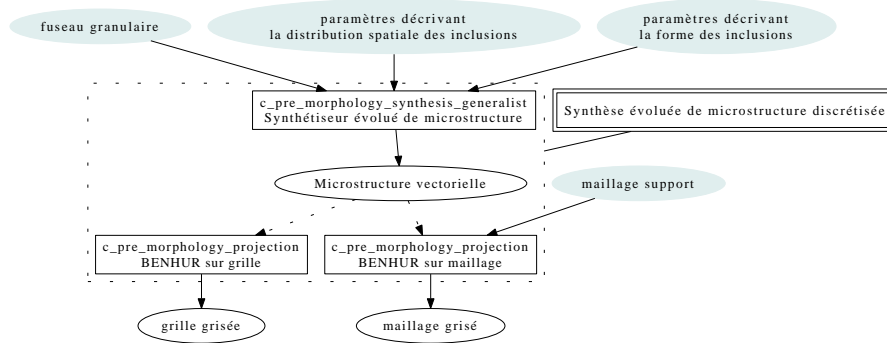 fuseau granulaire
paramètres décrivant
la distribution spatiale des inclusions
paramètres décrivant
la forme des inclusions
c_pre_morphology_synthesis_generalist
Synthétiseur évolué de microstructure
Synthèse évoluée de microstructure discrétisée
Microstructure vectorielle
maillage support
c_pre_morphology_projection
BENHUR sur grille
c_pre_morphology_projection
BENHUR sur maillage
grille grisée
maillage grisé